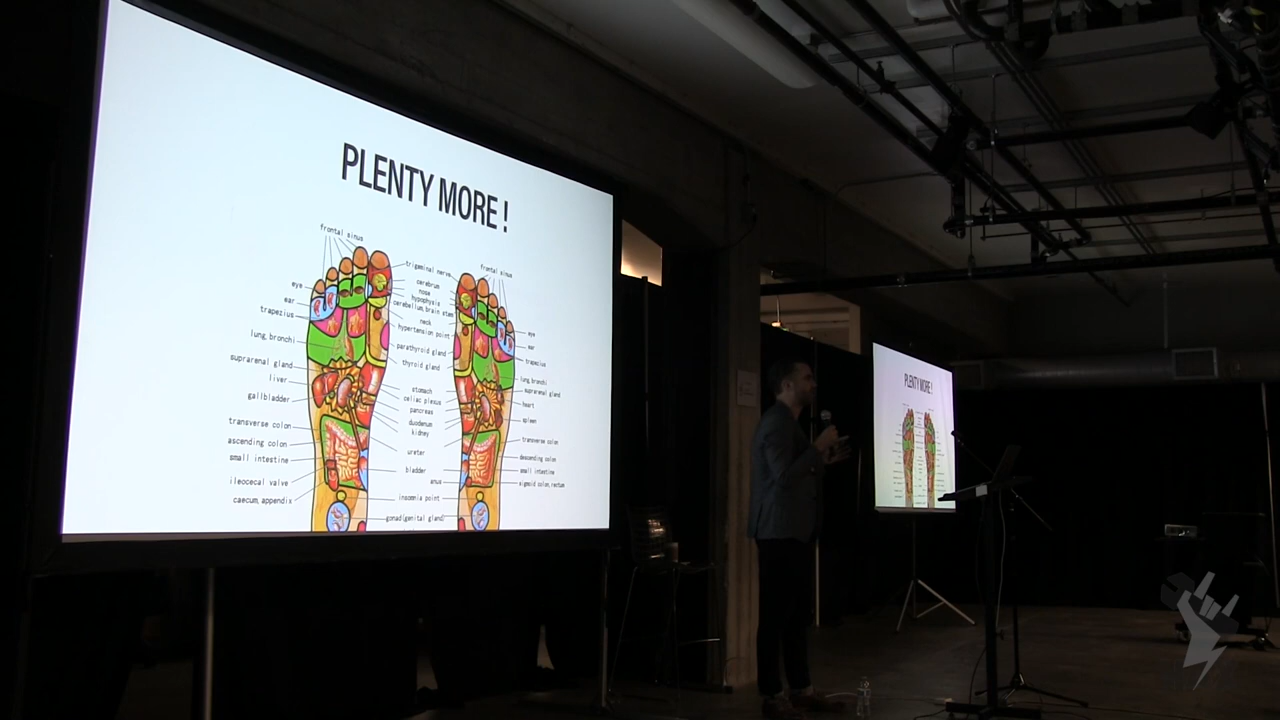 PLENTY MORE !
frontal sinus
eye
ear
trapezius
lung, bronchi
suprarenal gland
liver
gallbladder
transverse colon
ascending colon
small intestine
ileocecal valve
caecum, appendix
trigeminal nerve
cerebrum
nose
hypophysis
cerebellum, brain stem
neck
hypertension point
parathyroid gland
thyroid gland
stomach
celiac plexus
pancreas
duodenum
kidney
ureter
bladder
anus
insomnia point
gonad(genital gland)
frontal sinus
eye
ear
trapezius
lung, bronchi
suprarenal gland
heart
spleen
transverse colon
descending colon
small intestine
sigmoid colon, rectum
PLENTY MORE !